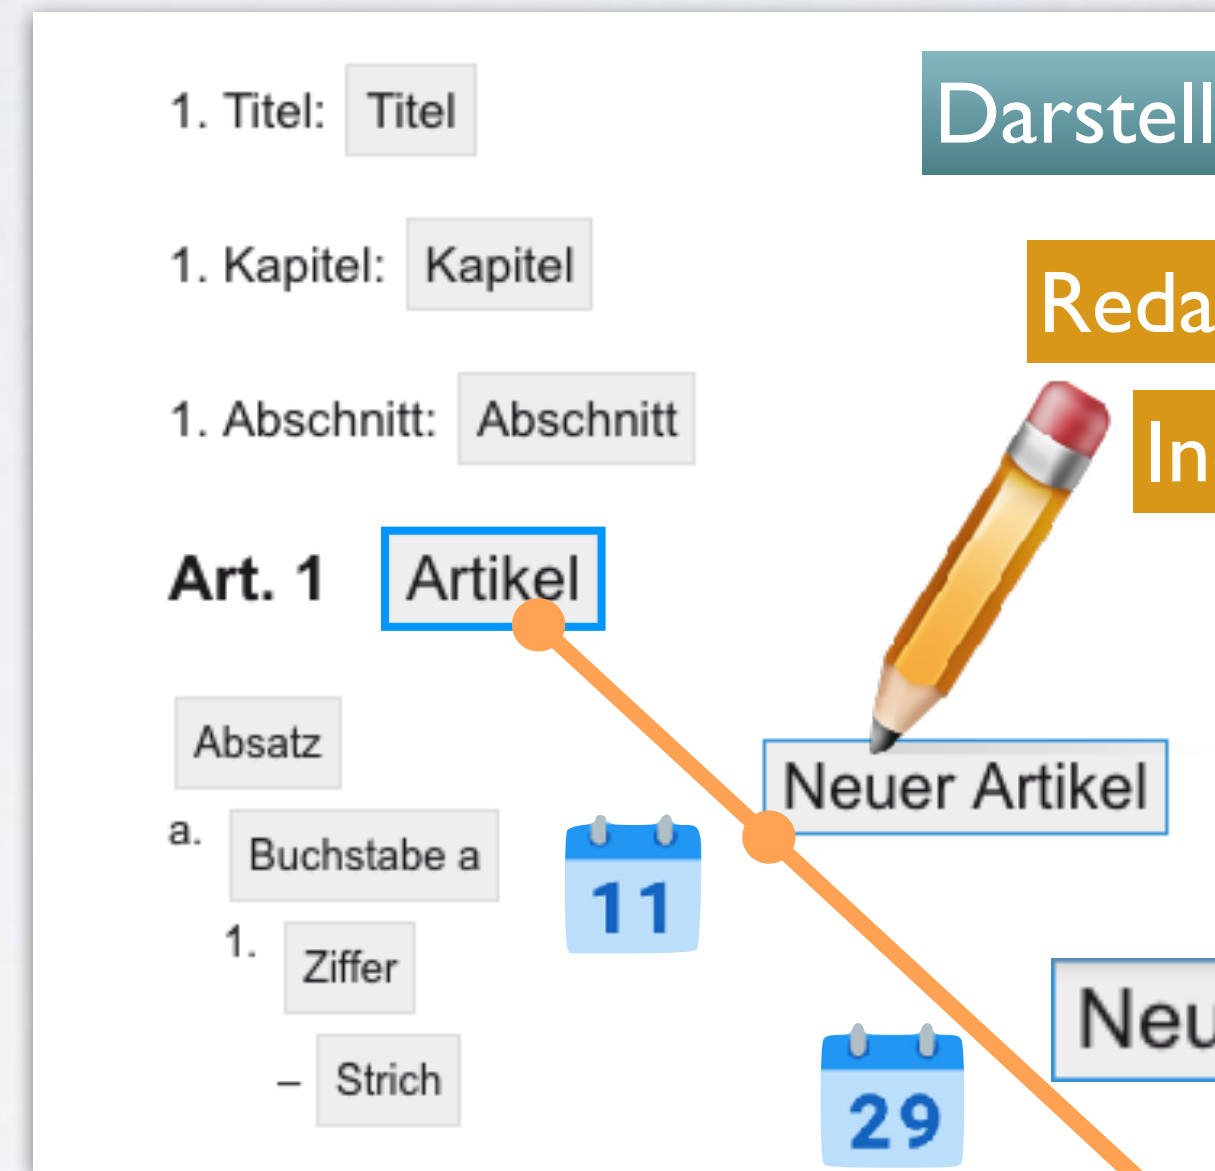 1. Titel: Titel
Darstell
1. Kapitel: Kapitel
Reda
1. Abschnitt: Abschnitt
In
Art. 1 Artikel
Absatz
Neuer Artikel
a. Buchstabe a
11
1. Ziffer
Neu
– Strich
29